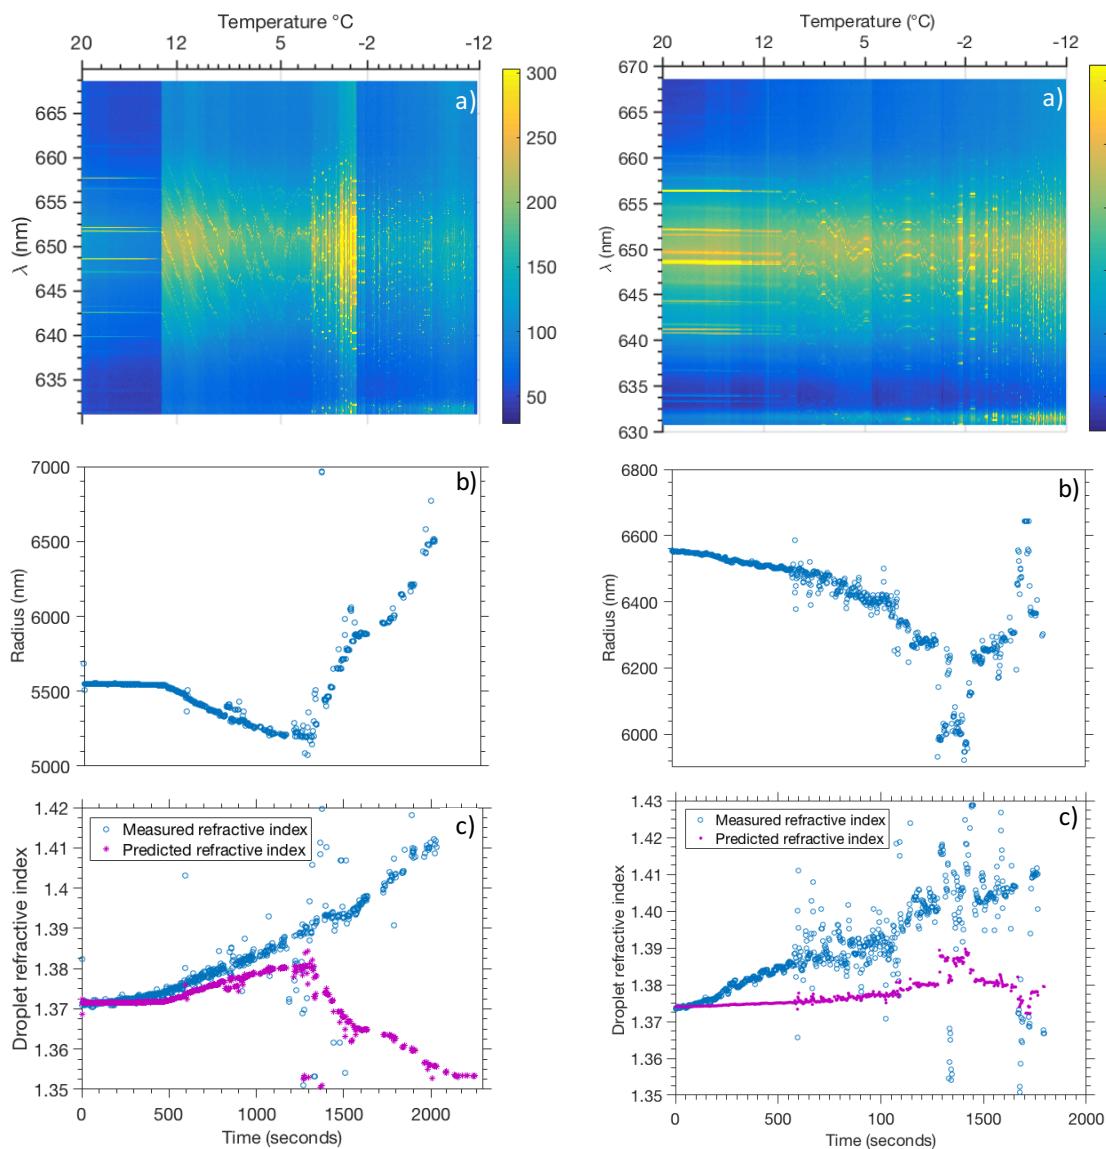 Temperature °C
20 12 5 -2 -12
a)
λ (nm)
665
660
655
650
645
640
635
300
250
200
150
100
50
Temperature (°C)
20 12 5 -2 -12
a)
λ (nm)
670
665
660
655
650
645
640
635
630
b)
Radius (nm)
7000
6500
6000
5500
5000
b)
Radius (nm)
6800
6600
6400
6200
6000
c)
Measured refractive index
Predicted refractive index
Droplet refractive index
1.42
1.41
1.4
1.39
1.38
1.37
1.36
1.35
0 500 1000 1500 2000
Time (seconds)
c)
Measured refractive index
Predicted refractive index
Droplet refractive index
1.43
1.42
1.41
1.40
1.39
1.38
1.37
1.36
1.35
0 500 100 1500 2000
Time (seconds)